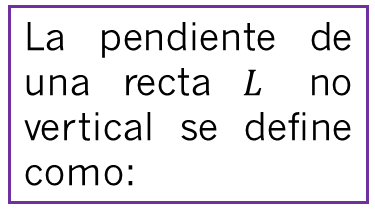 La pendiente de
una recta L no
vertical se define
como: